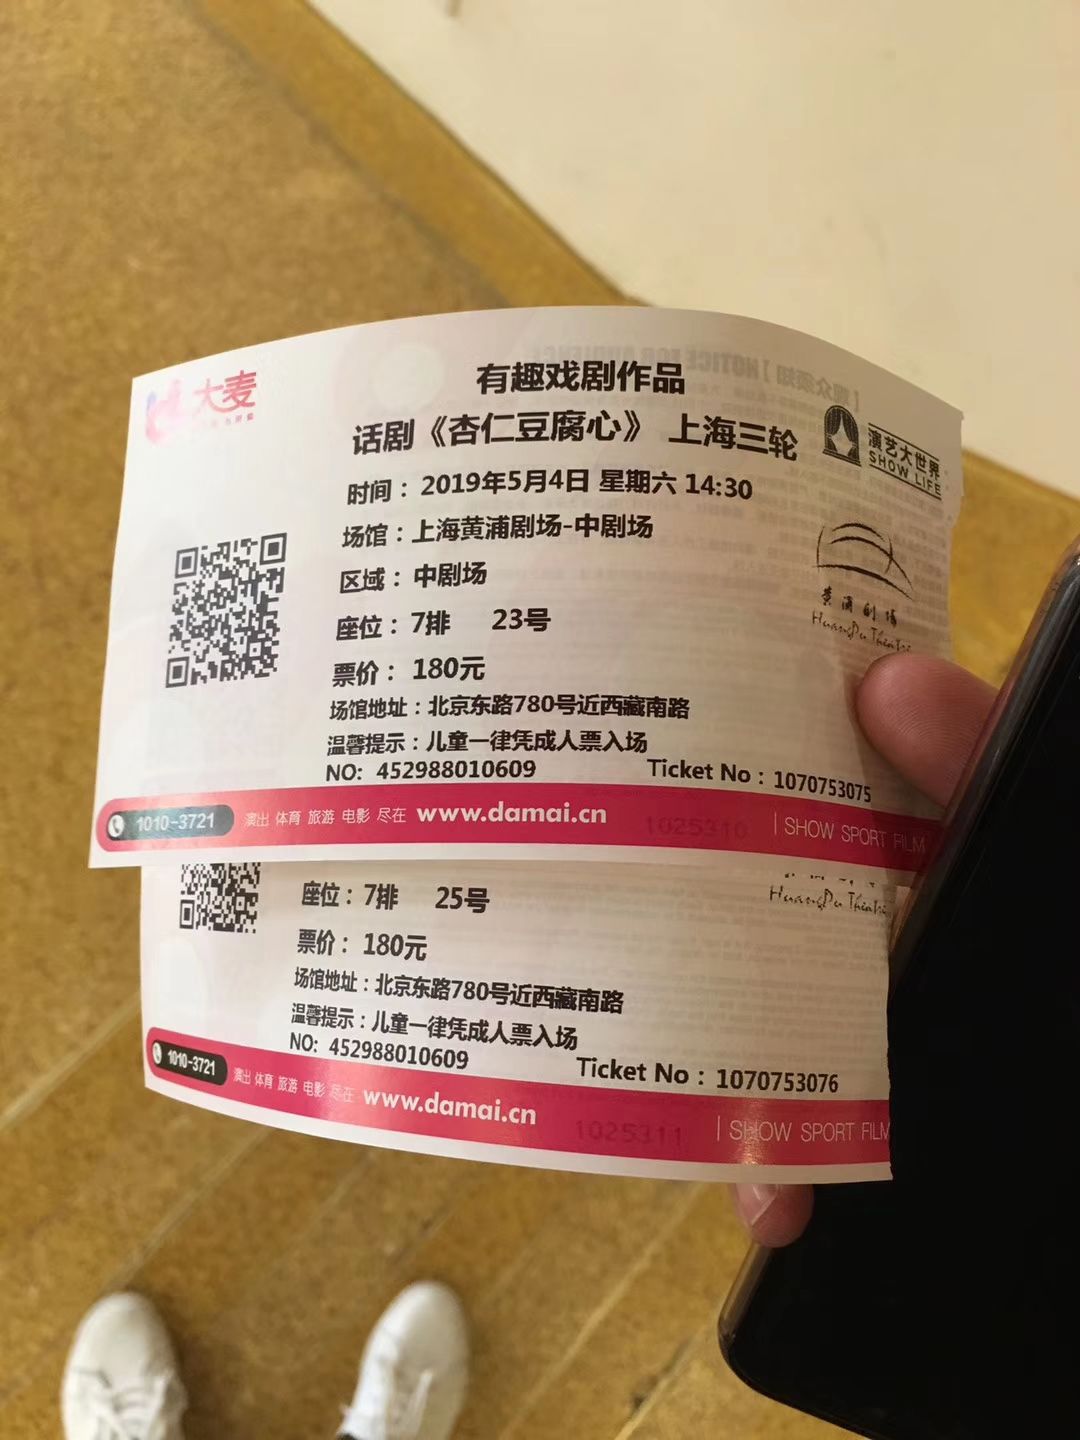 大麦
有趣戏剧作品
话剧《杏仁豆腐心》 上海三轮
演艺大世界
SHOW LIFE
时间： 2019年5月4日 星期六 14:30
场馆：上海黄浦剧场-中剧场
区域： 中剧场
座位：7排 23号
票价： 180元
黄浦剧场
HuangPu Theatre
场馆地址：北京东路780号近西藏南路
温馨提示：儿童一律凭成人票入场
NO: 452988010609 Ticket No：1070753075
1010-3721 演出 体育 旅游 电影 尽在 www.damai.cn 1025310 SHOW SPORT FILM
座位：7排 25号
HuangPu Theatre
票价： 180元
场馆地址：北京东路780号近西藏南路
温馨提示：儿童一律凭成人票入场
NO: 452988010609 Ticket No：1070753076
1010-3721 演出 体育 旅游 电影 尽在 www.damai.cn 1025311 SHOW SPORT FILM